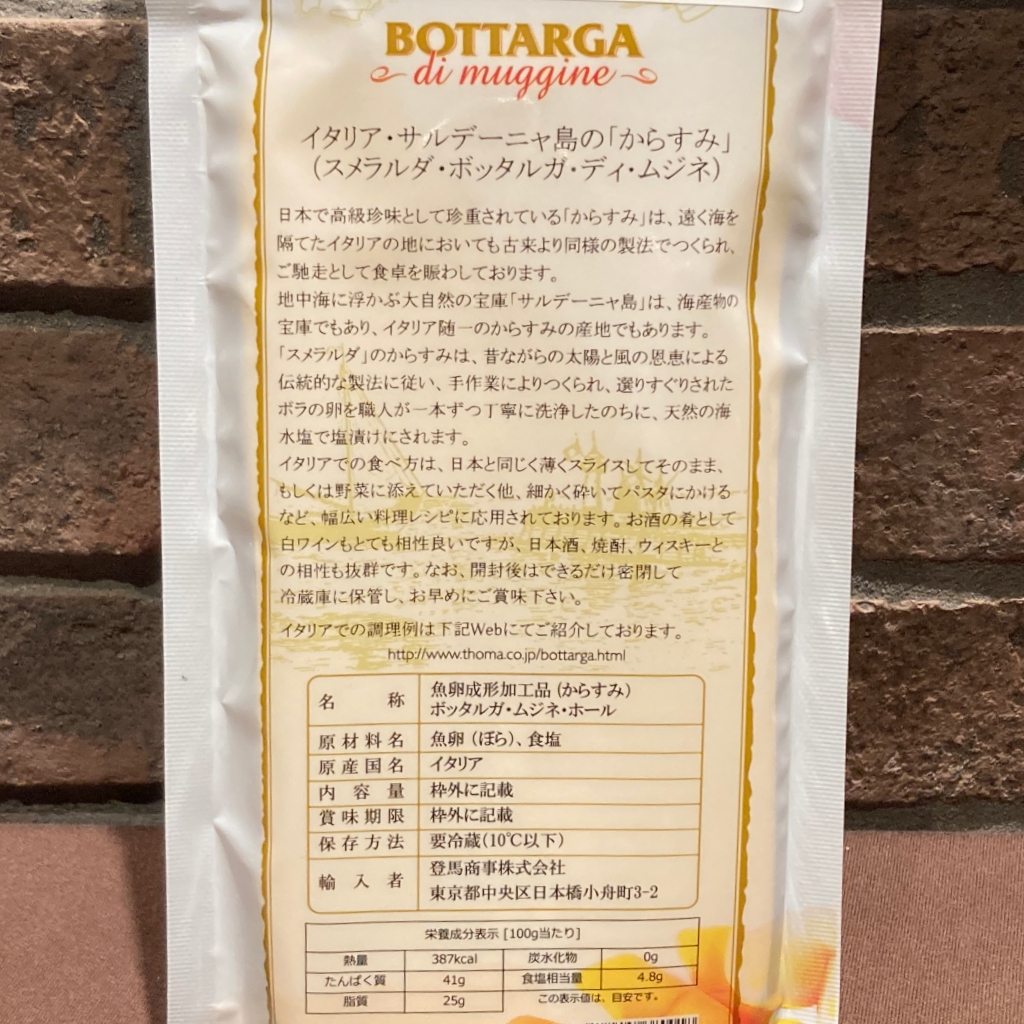 BOTTARGA
di muggine
イタリア・サルデーニャ島の「からすみ」
(スメラルダ・ボッタルガ・ディ・ムジネ)
日本で高級珍味として珍重されている「からすみ」は、遠く海を
隔てたイタリアの地においても古来より同様の製法でつくられ、
ご馳走として食卓を賑わしております。
地中海に浮かぶ大自然の宝庫「サルデーニャ島」は、海産物の
宝庫でもあり、イタリア随一のからすみの産地でもあります。
「スメラルダ」のからすみは、昔ながらの太陽と風の恩恵による
伝統的な製法に従い、手作業によりつくられ、選りすぐりされた
ボラの卵を職人が一本ずつ丁寧に洗浄したのちに、天然の海
水塩で塩漬けにされます。
イタリアでの食べ方は、日本と同じく薄くスライスしてそのまま、
もしくは野菜に添えていただく他、細かく砕いてパスタにかける
など、幅広い料理レシピに応用されております。お酒の肴として
白ワインもとても相性良いですが、日本酒、焼酎、ウィスキーと
の相性も抜群です。なお、開封後はできるだけ密閉して
冷蔵庫に保管し、お早めにご賞味下さい。
イタリアでの調理例は下記Webにてご紹介しております。
http://www.thoma.co.jp/bottarga.html
名称 魚卵成形加工品(からすみ)
ボッタルガ・ムジネ・ホール
原材料名 魚卵(ぼら)、食塩
原産国名 イタリア
内容量 枠外に記載
賞味期限 枠外に記載
保存方法 要冷蔵(10℃以下)
輸入者 登馬商事株式会社
東京都中央区日本橋小舟町3-2
栄養成分表示 [100g当たり]
熱量 387kcal 炭水化物 0g
たんぱく質 41g 食塩相当量 4.8g
脂質 25g この表示値は、目安です。